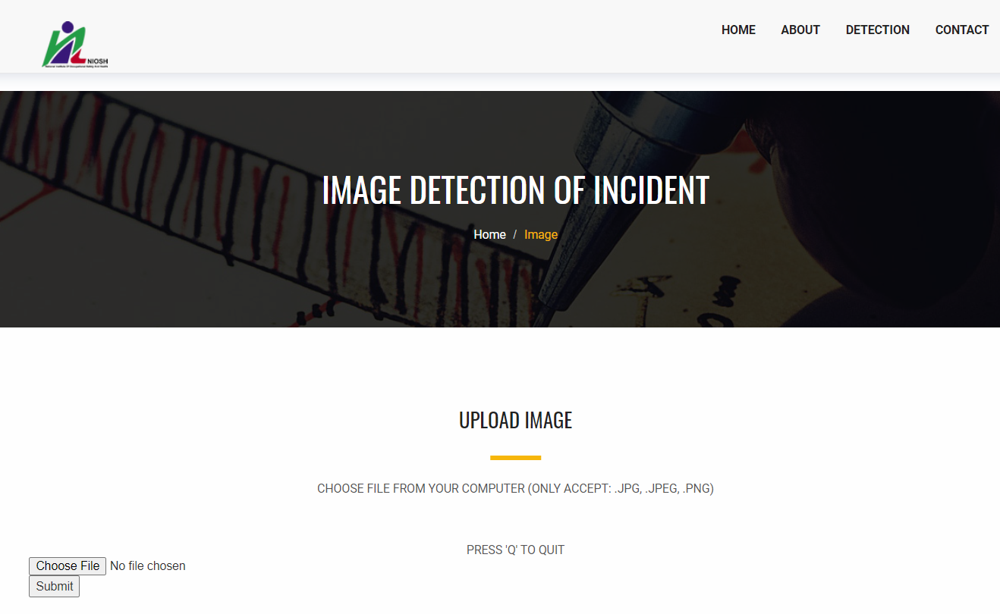 NIOSH
National Institute Of Occupational Safety And Health
HOME ABOUT DETECTION CONTACT
IMAGE DETECTION OF INCIDENT
Home / Image
UPLOAD IMAGE
CHOOSE FILE FROM YOUR COMPUTER (ONLY ACCEPT: .JPG, .JPEG, .PNG)
PRESS 'Q' TO QUIT
Choose File No file chosen
Submit